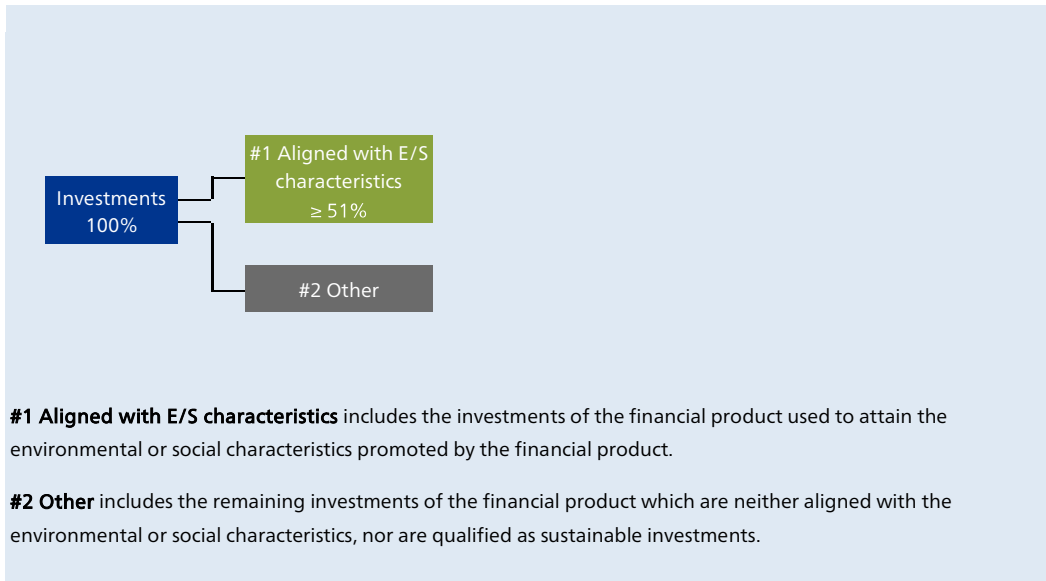 #1 Aligned with E/S
characteristics
≥ 51%
Investments
100%
#2 Other
#1 Aligned with E/S characteristics includes the investments of the financial product used to attain the
environmental or social characteristics promoted by the financial product.
#2 Other includes the remaining investments of the financial product which are neither aligned with the
environmental or social characteristics, nor are qualified as sustainable investments.